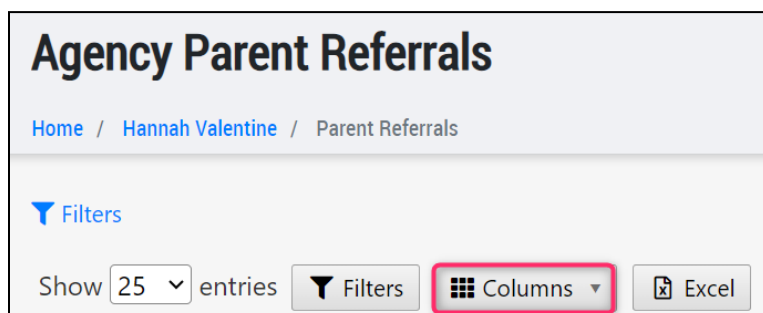 Agency Parent Referrals
Home / Hannah Valentine / Parent Referrals
Filters
Show 25 entries Filters Columns Excel